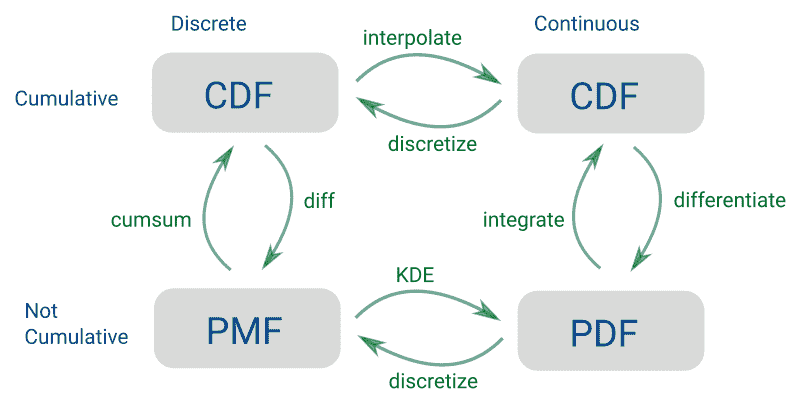 Discrete
Continuous
interpolate
Cumulative
CDF
CDF
discretize
cumsum
diff
integrate
differentiate
KDE
Not
Cumulative
PMF
PDF
discretize